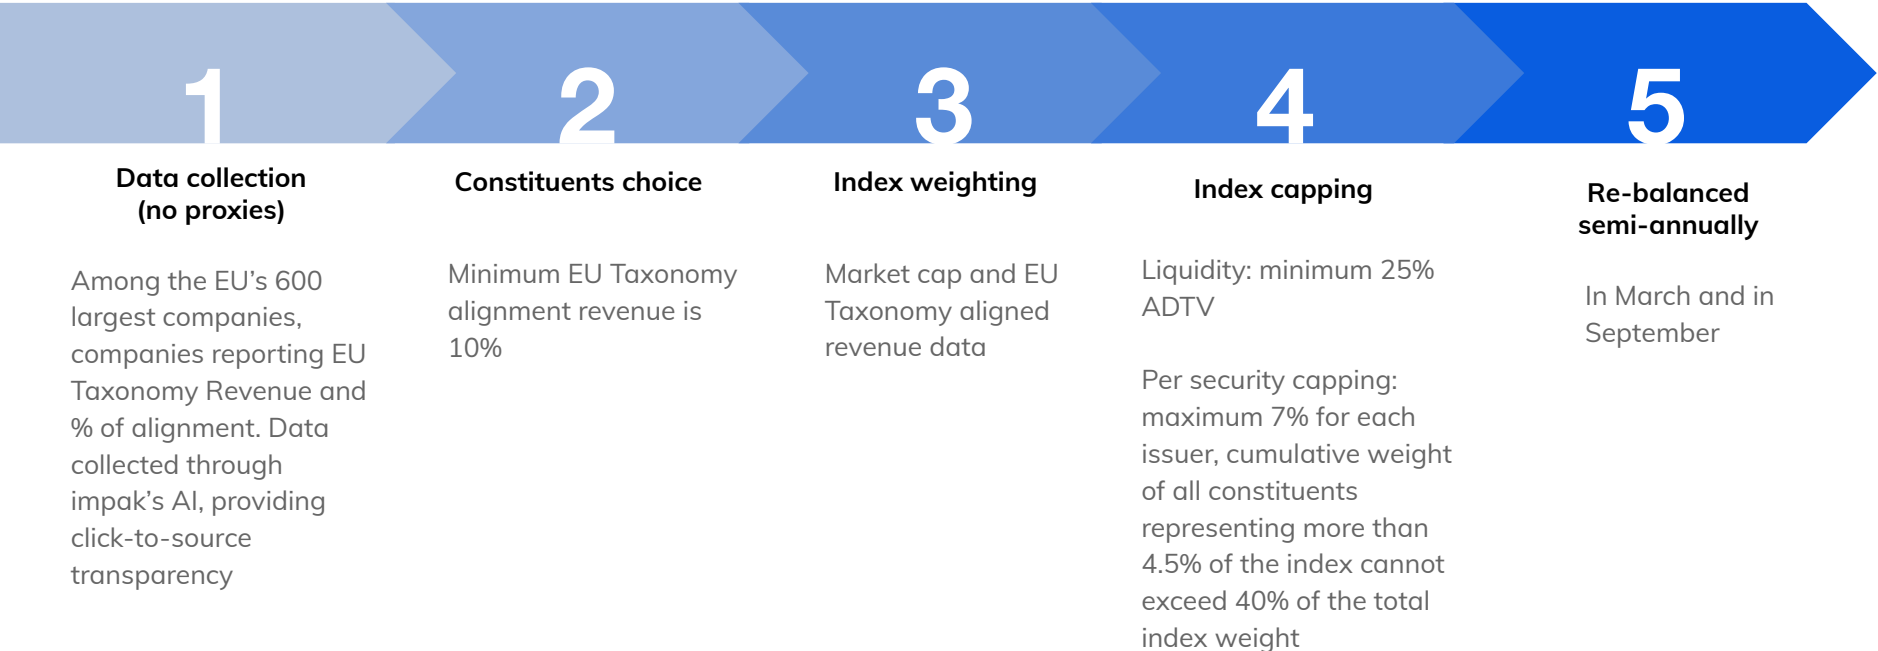 1
Data collection
(no proxies)
Among the EU’s 600
largest companies,
companies reporting EU
Taxonomy Revenue and
% of alignment. Data
collected through
impak’s AI, providing
click-to-source
transparency
2
Constituents choice
Minimum EU Taxonomy
alignment revenue is
10%
3
Index weighting
Market cap and EU
Taxonomy aligned
revenue data
4
Index capping
Liquidity: minimum 25%
ADTV
Per security capping:
maximum 7% for each
issuer, cumulative weight
of all constituents
representing more than
4.5% of the index cannot
exceed 40% of the total
index weight
5
Re-balanced
semi-annually
In March and in
September